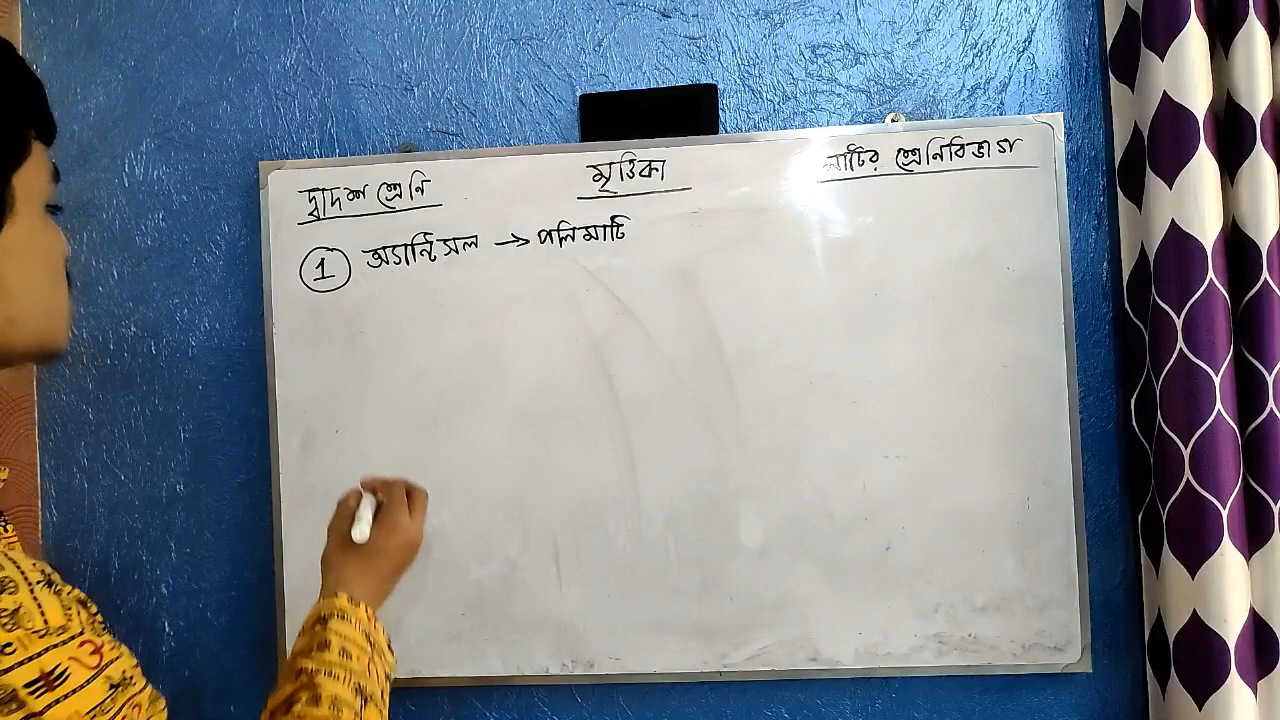 দ্বাদশ শ্রেণি
মৃত্তিকা
মাটির শ্রেণিবিভাগ
1 অ্যান্টিসল → পলিমাটি